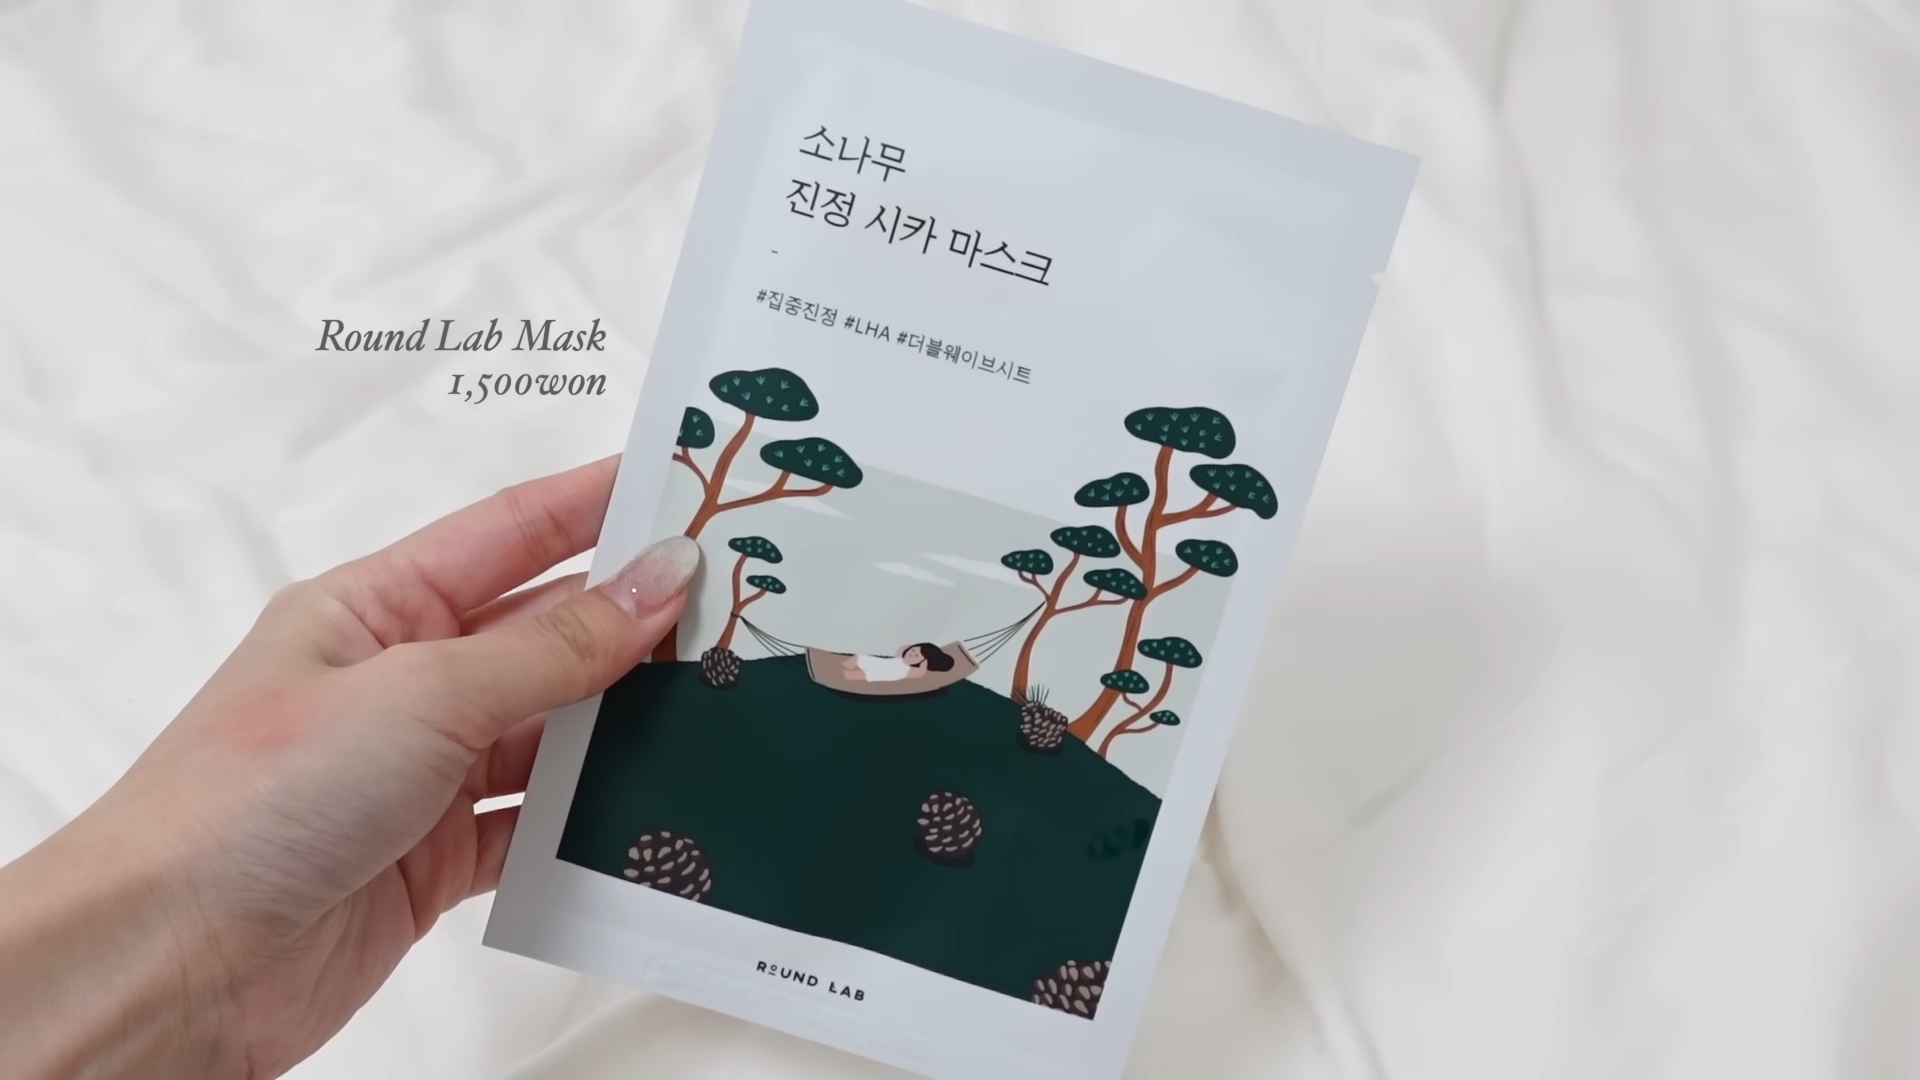 Round Lab Mask
1,500won
소나무
진정 시카 마스크
-
#집중진정 #LHA #더블웨이브시트
ROUND LAB